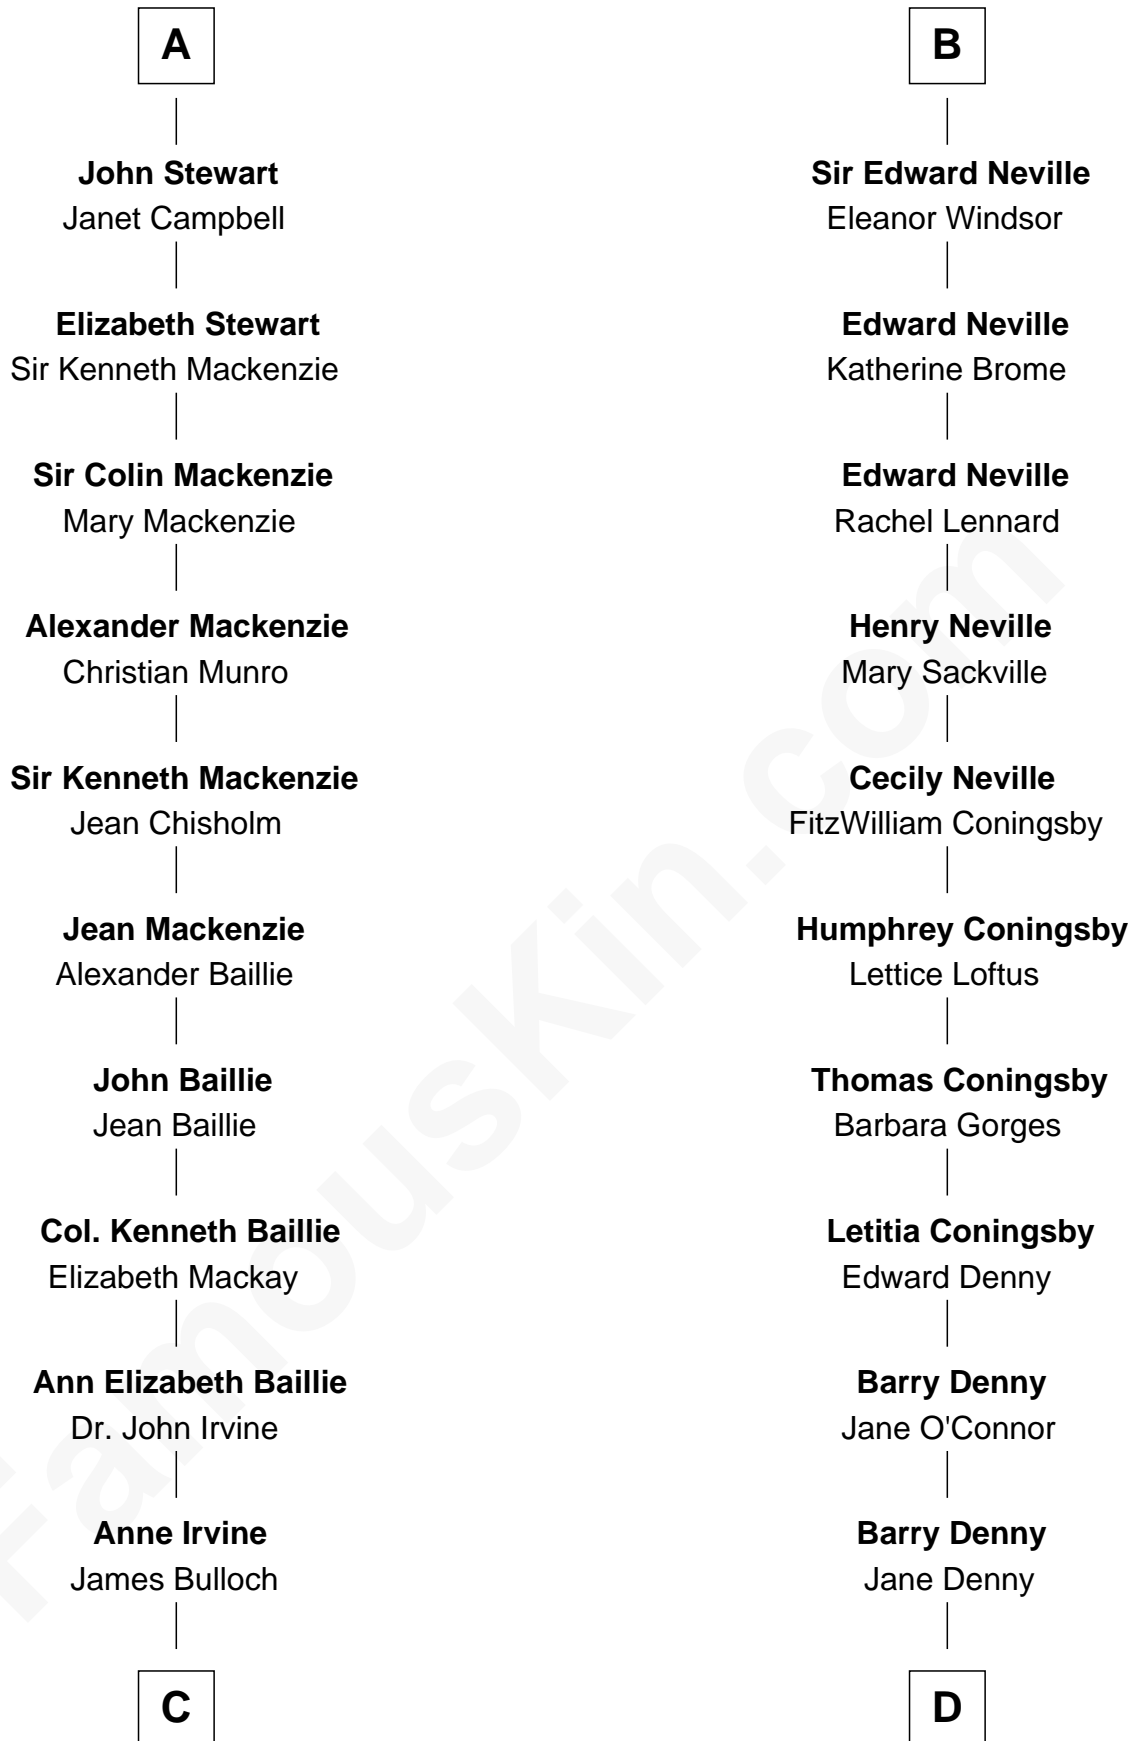 A
John Stewart
Janet Campbell
Elizabeth Stewart
Sir Kenneth Mackenzie
Sir Colin Mackenzie
Mary Mackenzie
Alexander Mackenzie
Christian Munro
Sir Kenneth Mackenzie
Jean Chisholm
Jean Mackenzie
Alexander Baillie
John Baillie
Jean Baillie
Col. Kenneth Baillie
Elizabeth Mackay
Ann Elizabeth Baillie
Dr. John Irvine
Anne Irvine
James Bulloch
C
B
Sir Edward Neville
Eleanor Windsor
Edward Neville
Katherine Brome
Edward Neville
Rachel Lennard
Henry Neville
Mary Sackville
Cecily Neville
FitzWilliam Coningsby
Humphrey Coningsby
Lettice Loftus
Thomas Coningsby
Barbara Gorges
Letitia Coningsby
Edward Denny
Barry Denny
Jane O'Connor
Barry Denny
Jane Denny
D
FamousKin.com